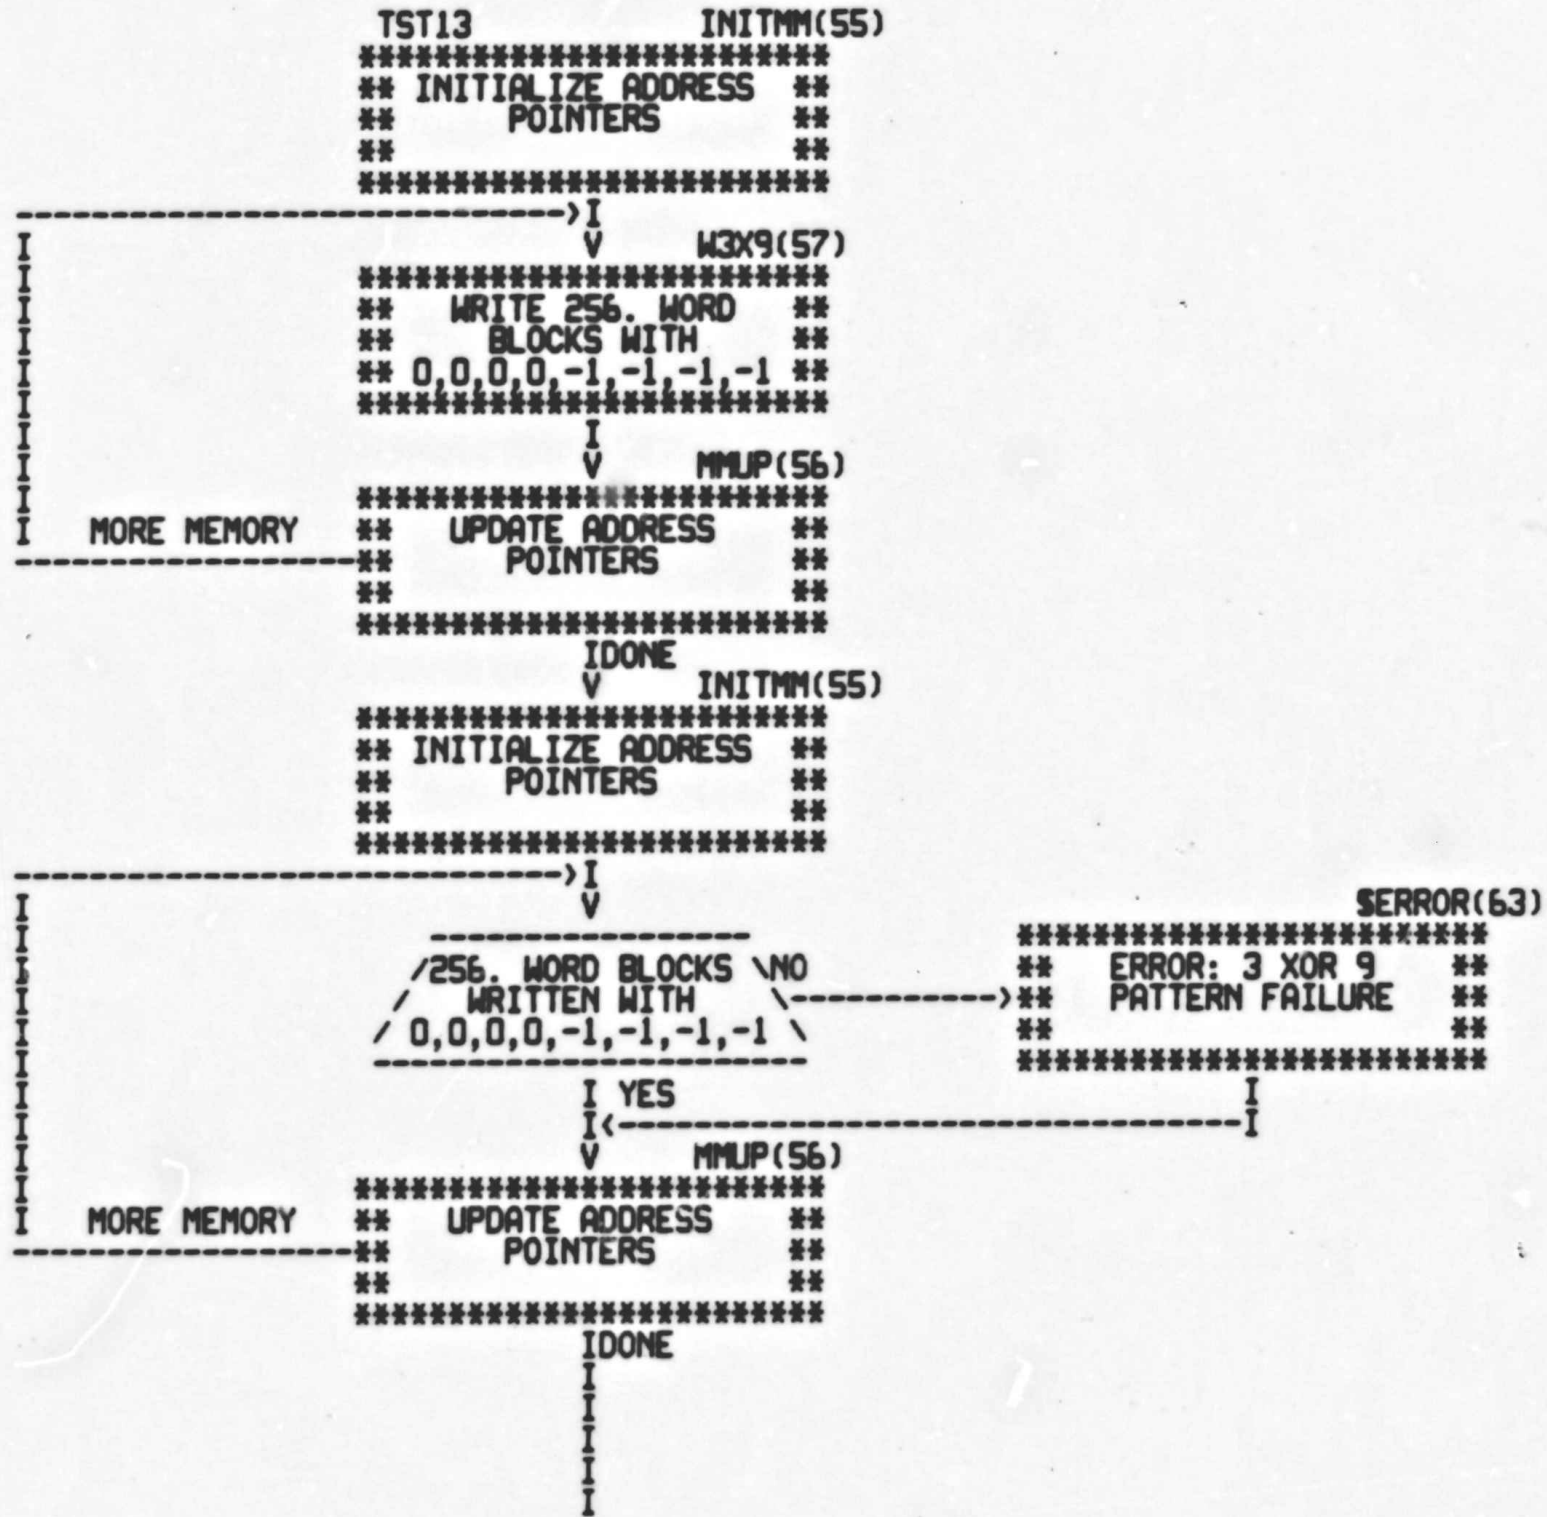 TST13 INITMM(55)
*************************
** INITIALIZE ADDRESS **
** POINTERS **
** **
*************************
----------------------------->I
I V W3X9(57)
I *************************
I ** WRITE 256. WORD **
I ** BLOCKS WITH **
I ** 0,0,0,0,-1,-1,-1,-1 **
I *************************
I I
I V MMUP(56)
I *************************
I MORE MEMORY ** UPDATE ADDRESS **
------------------** POINTERS **
** **
*************************
IDONE
V INITMM(55)
*************************
** INITIALIZE ADDRESS **
** POINTERS **
** **
*************************
----------------------------->I
I V $ERROR(63)
I ----------------- *************************
I /256. WORD BLOCKS \NO ** ERROR: 3 XOR 9 **
I / WRITTEN WITH \----------->** PATTERN FAILURE **
I / 0,0,0,0,-1,-1,-1,-1 \ ** **
I ----------------------- *************************
I I YES I
I I<---------------------------------I
I V MMUP(56)
I *************************
I MORE MEMORY ** UPDATE ADDRESS **
------------------** POINTERS **
** **
*************************
IDONE
I
I
I
I
I